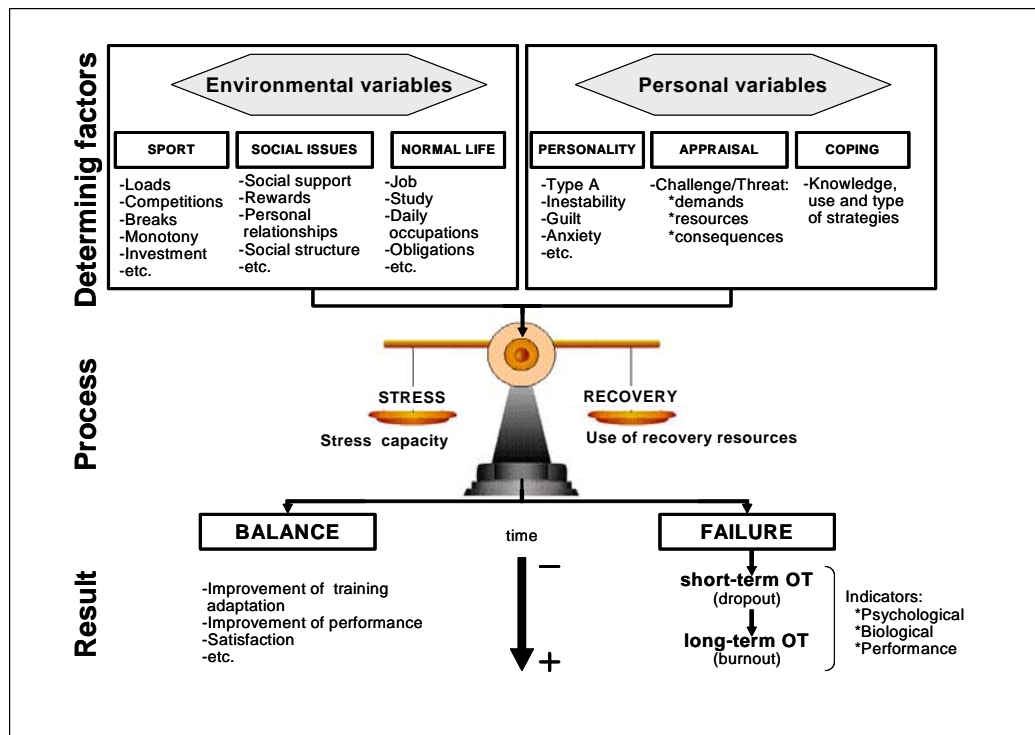 Determinig factors
Environmental variables
SPORT
-Loads
-Competitions
-Breaks
-Monotony
-Investment
-etc.
SOCIAL ISSUES
-Social support
-Rewards
-Personal
relationships
-Social structure
-etc.
NORMAL LIFE
-Job
-Study
-Daily
occupations
-Obligations
-etc.
Personal variables
PERSONALITY
-Type A
-Inestability
-Guilt
-Anxiety
-etc.
APPRAISAL
-Challenge/Threat:
*demands
*resources
*consequences
COPING
-Knowledge,
use and type
of strategies
Process
STRESS
Stress capacity
RECOVERY
Use of recovery resources
Result
BALANCE
-Improvement of training
adaptation
-Improvement of performance
-Satisfaction
-etc.
time
–
+
FAILURE
short-term OT
(dropout)
long-term OT
(burnout)
Indicators:
*Psychological
*Biological
*Performance